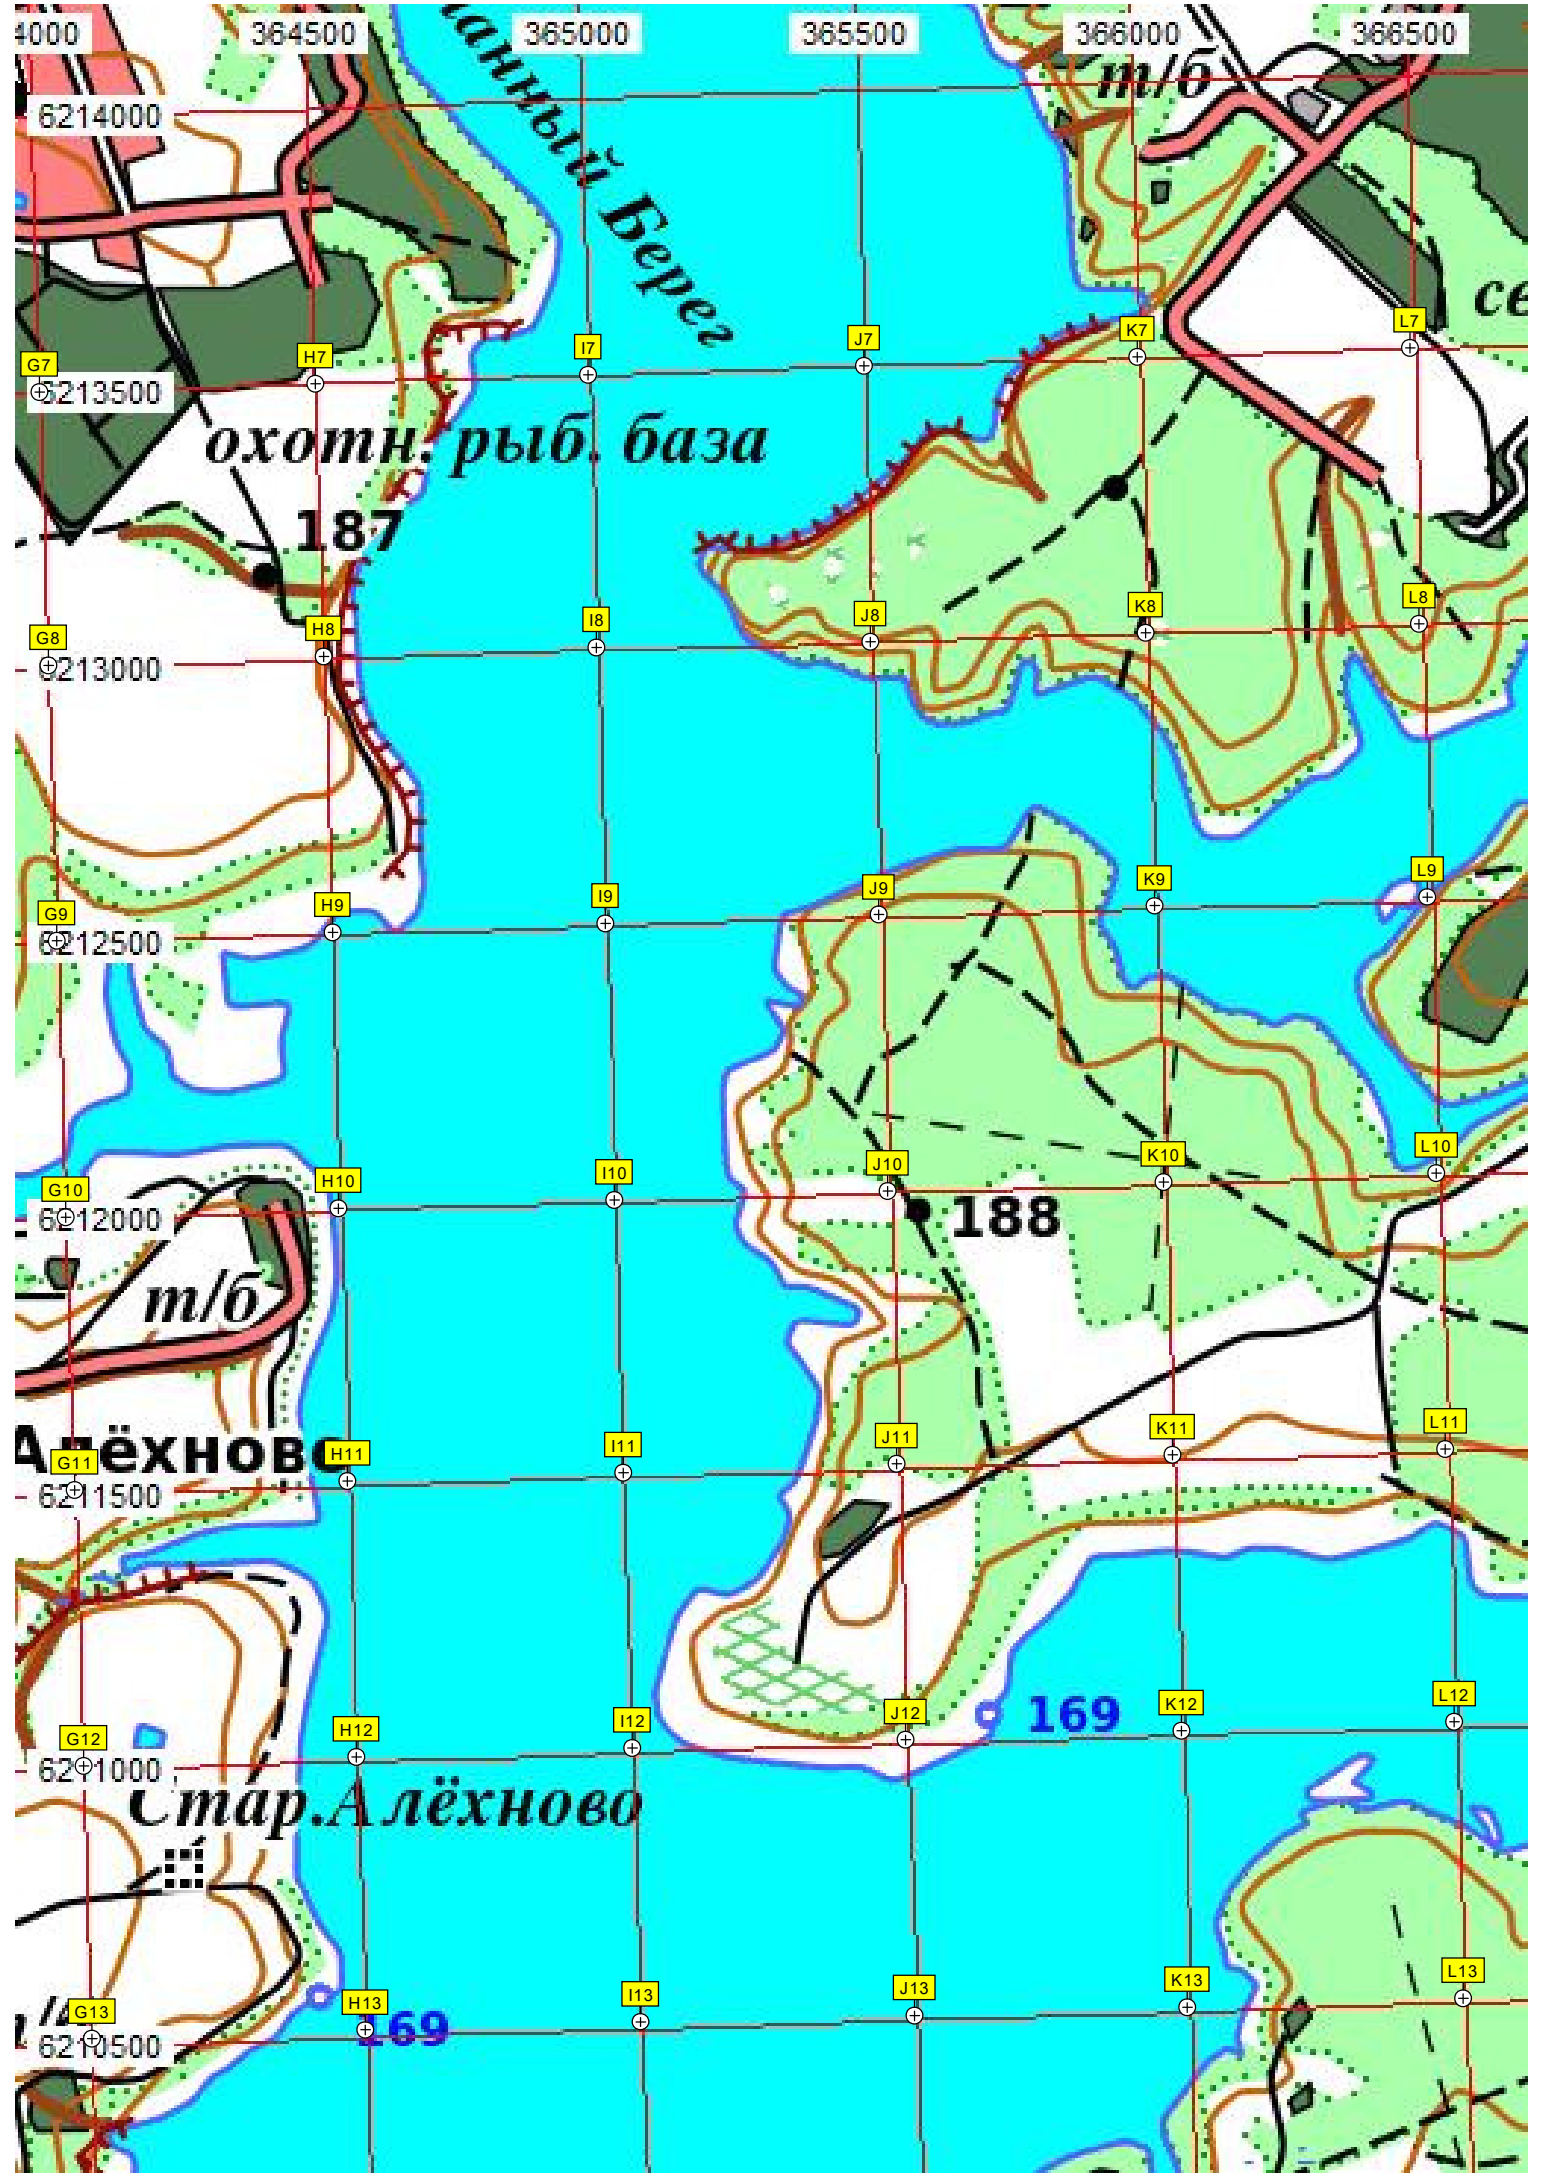 4000 364500 365000 365500 366000 366500
анный Берег
т/б
6214000
се
G7 H7 I7 J7 K7 L7
6213500
охотн. рыб. база
187
G8 H8 I8 J8 K8 L8
6213000
G9 H9 I9 J9 K9 L9
6212500
G10 H10 I10 J10 K10 L10
6212000
188
т/б
Алёхново
G11 H11 I11 J11 K11 L11
6211500
G12 H12 I12 J12 K12 L12
169
6211000
Стар.Алёхново
G13 H13 I13 J13 K13 L13
169
6210500